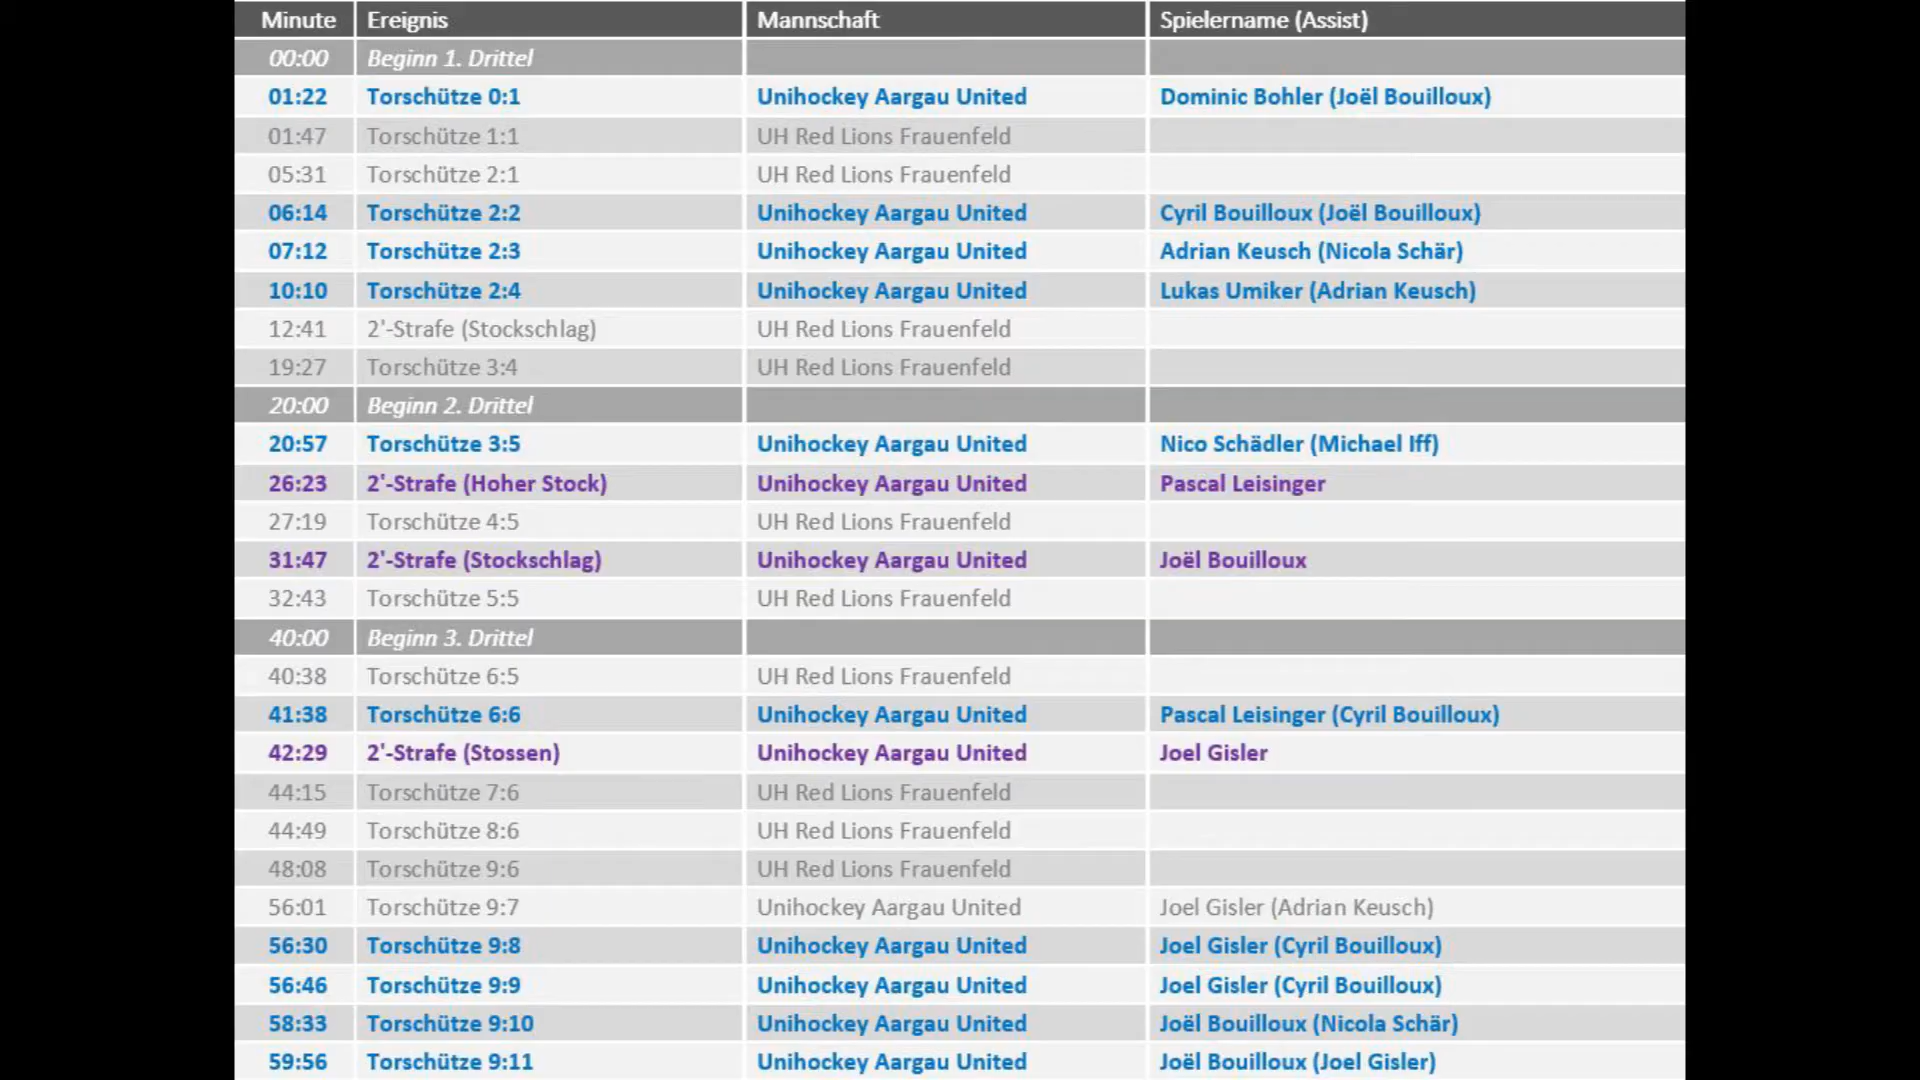 Minute Ereignis Mannschaft Spielername (Assist)
00:00 Beginn 1. Drittel
01:22 Torschütze 0:1 Unihockey Aargau United Dominic Bohler (Joël Bouilloux)
01:47 Torschütze 1:1 UH Red Lions Frauenfeld
05:31 Torschütze 2:1 UH Red Lions Frauenfeld
06:14 Torschütze 2:2 Unihockey Aargau United Cyril Bouilloux (Joël Bouilloux)
07:12 Torschütze 2:3 Unihockey Aargau United Adrian Keusch (Nicola Schär)
10:10 Torschütze 2:4 Unihockey Aargau United Lukas Umiker (Adrian Keusch)
12:41 2'-Strafe (Stockschlag) UH Red Lions Frauenfeld
19:27 Torschütze 3:4 UH Red Lions Frauenfeld
20:00 Beginn 2. Drittel
20:57 Torschütze 3:5 Unihockey Aargau United Nico Schädler (Michael Iff)
26:23 2'-Strafe (Hoher Stock) Unihockey Aargau United Pascal Leisinger
27:19 Torschütze 4:5 UH Red Lions Frauenfeld
31:47 2'-Strafe (Stockschlag) Unihockey Aargau United Joël Bouilloux
32:43 Torschütze 5:5 UH Red Lions Frauenfeld
40:00 Beginn 3. Drittel
40:38 Torschütze 6:5 UH Red Lions Frauenfeld
41:38 Torschütze 6:6 Unihockey Aargau United Pascal Leisinger (Cyril Bouilloux)
42:29 2'-Strafe (Stossen) Unihockey Aargau United Joel Gisler
44:15 Torschütze 7:6 UH Red Lions Frauenfeld
44:49 Torschütze 8:6 UH Red Lions Frauenfeld
48:08 Torschütze 9:6 UH Red Lions Frauenfeld
56:01 Torschütze 9:7 Unihockey Aargau United Joel Gisler (Adrian Keusch)
56:30 Torschütze 9:8 Unihockey Aargau United Joel Gisler (Cyril Bouilloux)
56:46 Torschütze 9:9 Unihockey Aargau United Joel Gisler (Cyril Bouilloux)
58:33 Torschütze 9:10 Unihockey Aargau United Joël Bouilloux (Nicola Schär)
59:56 Torschütze 9:11 Unihockey Aargau United Joël Bouilloux (Joel Gisler)